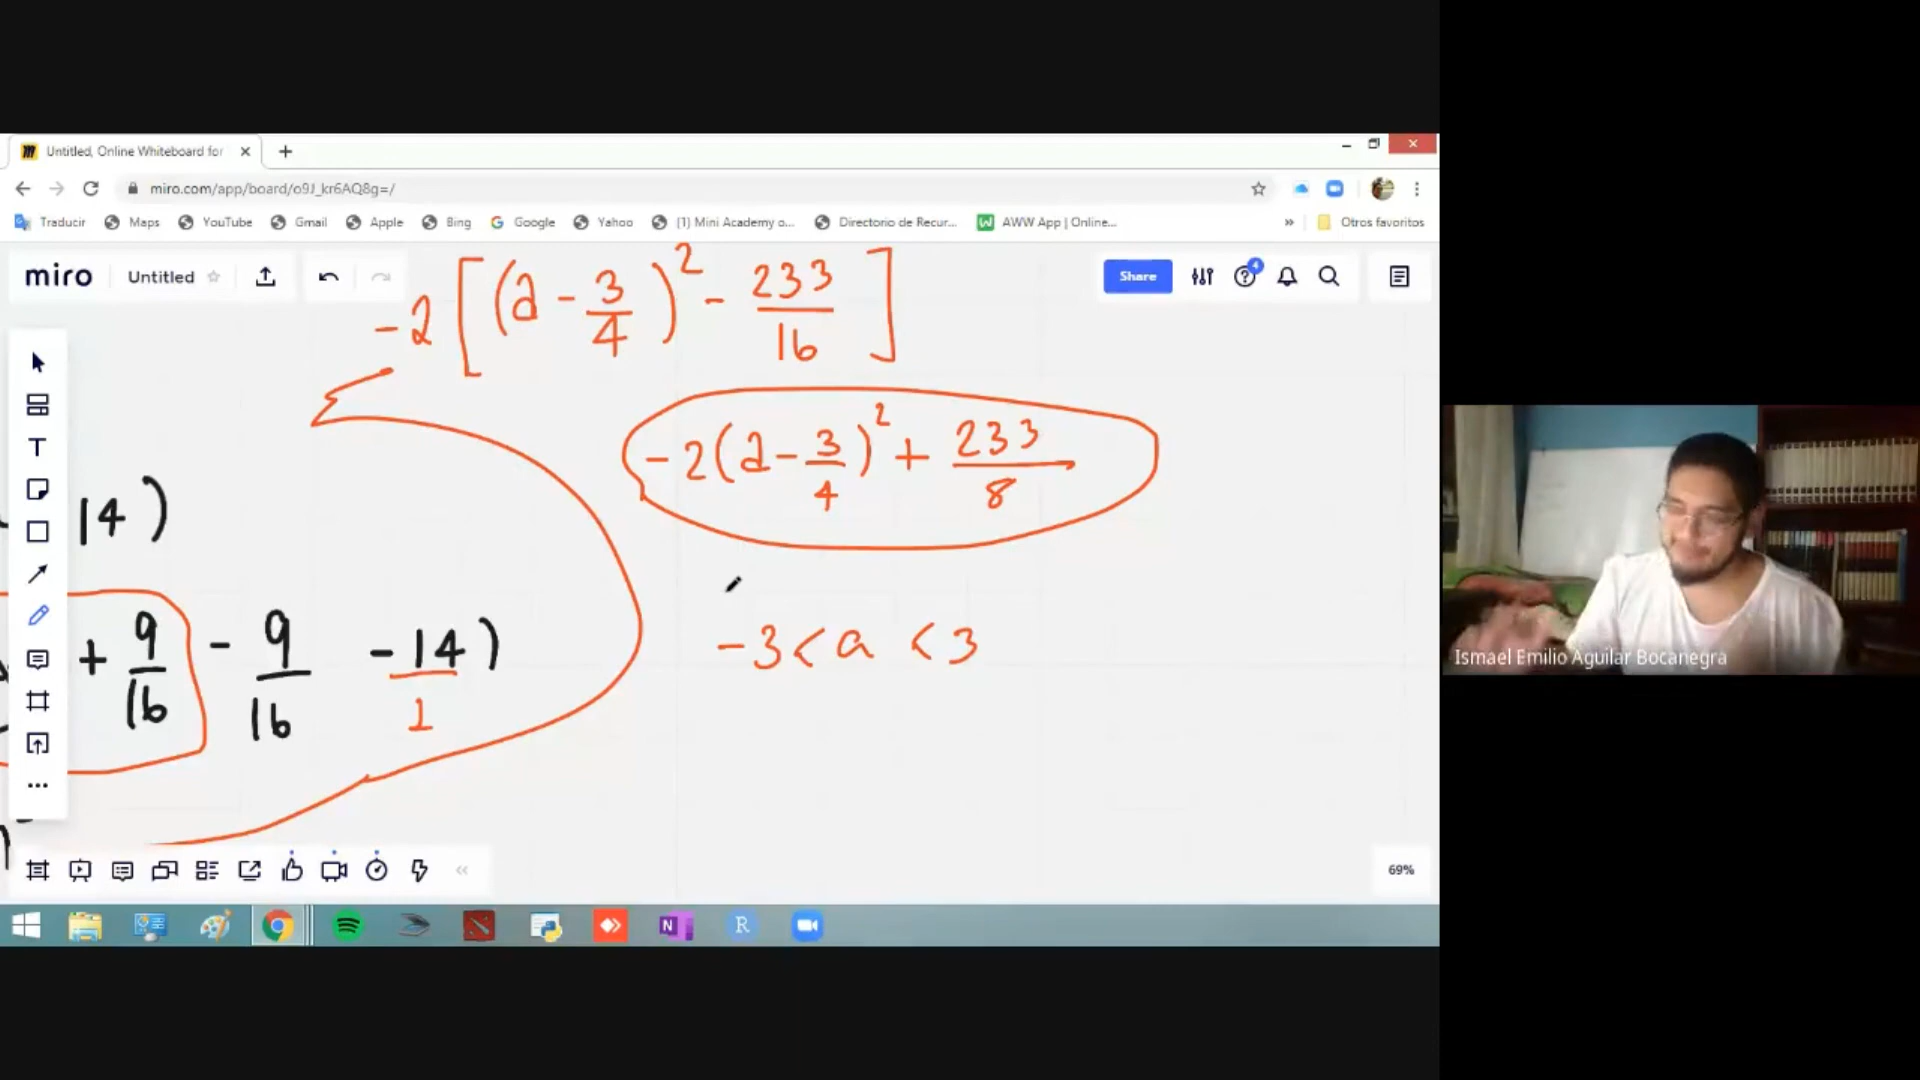 Untitled, Online Whiteboard for
miro.com/app/board/o9J_kr6AQ8g=/
Traducir Maps YouTube Gmail Apple Bing Google Yahoo (1) Mini Academy o... Directorio de Recur... AWW App | Online... » Otros favoritos
miro Untitled Share 4
-2[(a - 3/4)² - 233/16]
-2(a - 3/4)² + 233/8
14)
+ 9/16 - 9/16 - 14/1)
-3 < a < 3
Ismael Emilio Aguilar Bocanegra
69%